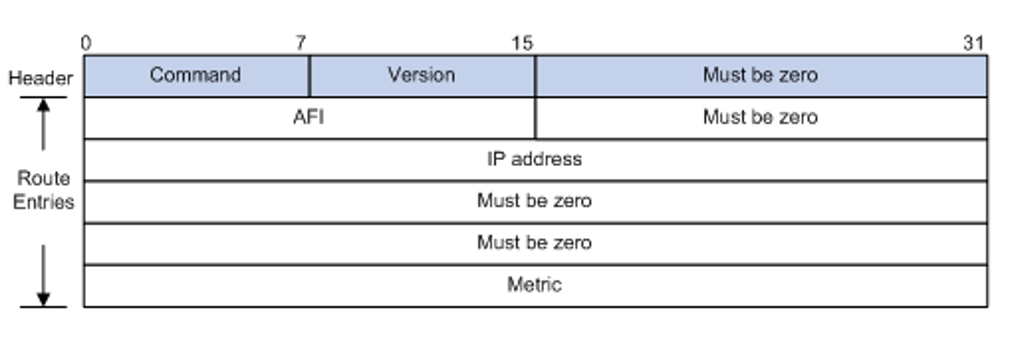 0 7 15 31
Header Command Version Must be zero
AFI Must be zero
IP address
Route
Entries
Must be zero
Must be zero
Metric